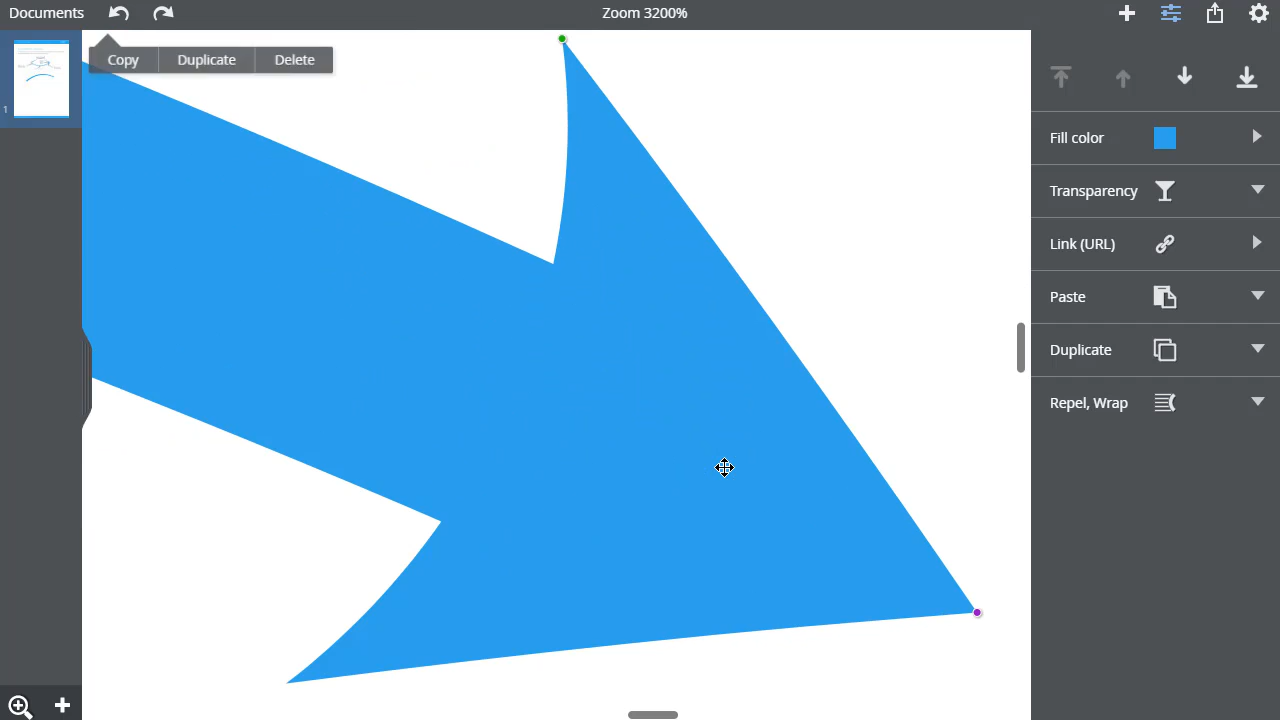 Documents
Zoom 3200%
Copy
Duplicate
Delete
1
Fill color
Transparency
Link (URL)
Paste
Duplicate
Repel, Wrap